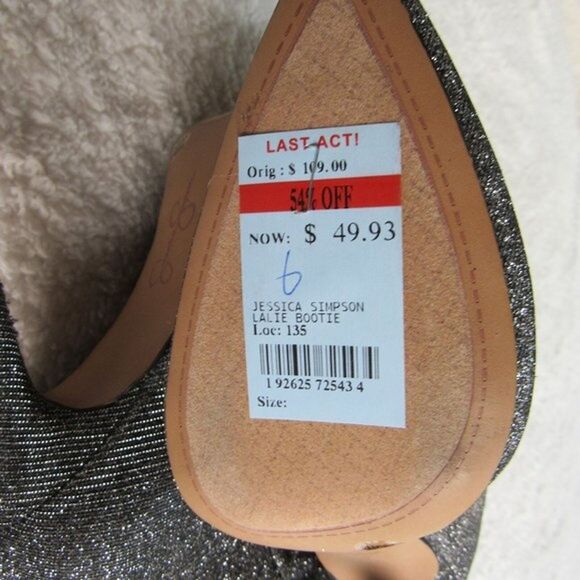 LAST ACT!
Orig : $ 109.00
54% OFF
NOW: $ 49.93
6
JESSICA SIMPSON
LALIE BOOTIE
Loc: 135
1 92625 72543 4
Size: